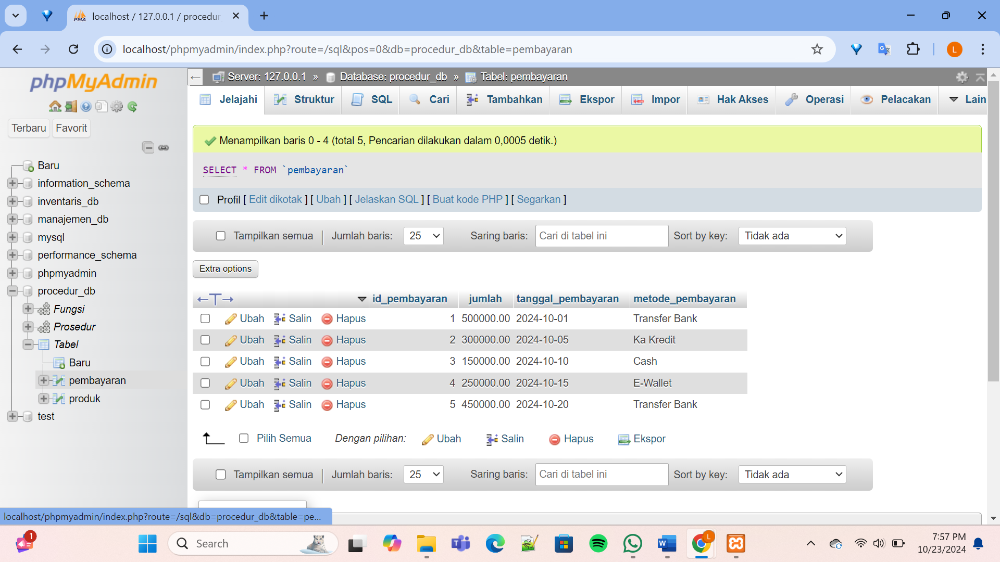 localhost / 127.0.0.1 / procedur_
localhost/phpmyadmin/index.php?route=/sql&pos=0&db=procedur_db&table=pembayaran
L
phpMyAdmin
Terbaru Favorit
Baru
information_schema
inventaris_db
manajemen_db
mysql
performance_schema
phpmyadmin
procedur_db
Fungsi
Prosedur
Tabel
Baru
pembayaran
produk
test
Server: 127.0.0.1 » Database: procedur_db » Tabel: pembayaran
Jelajahi Struktur SQL Cari Tambahkan Ekspor Impor Hak Akses Operasi Pelacakan Lain
Menampilkan baris 0 - 4 (total 5, Pencarian dilakukan dalam 0,0005 detik.)
SELECT * FROM `pembayaran`
Profil [ Edit dikotak ] [ Ubah ] [ Jelaskan SQL ] [ Buat kode PHP ] [ Segarkan ]
Tampilkan semua | Jumlah baris: 25 Saring baris: Cari di tabel ini Sort by key: Tidak ada
Extra options
←T→ id_pembayaran jumlah tanggal_pembayaran metode_pembayaran
Ubah Salin Hapus 1 500000.00 2024-10-01 Transfer Bank
Ubah Salin Hapus 2 300000.00 2024-10-05 Ka Kredit
Ubah Salin Hapus 3 150000.00 2024-10-10 Cash
Ubah Salin Hapus 4 250000.00 2024-10-15 E-Wallet
Ubah Salin Hapus 5 450000.00 2024-10-20 Transfer Bank
Pilih Semua Dengan pilihan: Ubah Salin Hapus Ekspor
Tampilkan semua | Jumlah baris: 25 Saring baris: Cari di tabel ini Sort by key: Tidak ada
localhost/phpmyadmin/index.php?route=/sql&db=procedur_db&table=pe...
1
Search
L
7:57 PM
10/23/2024